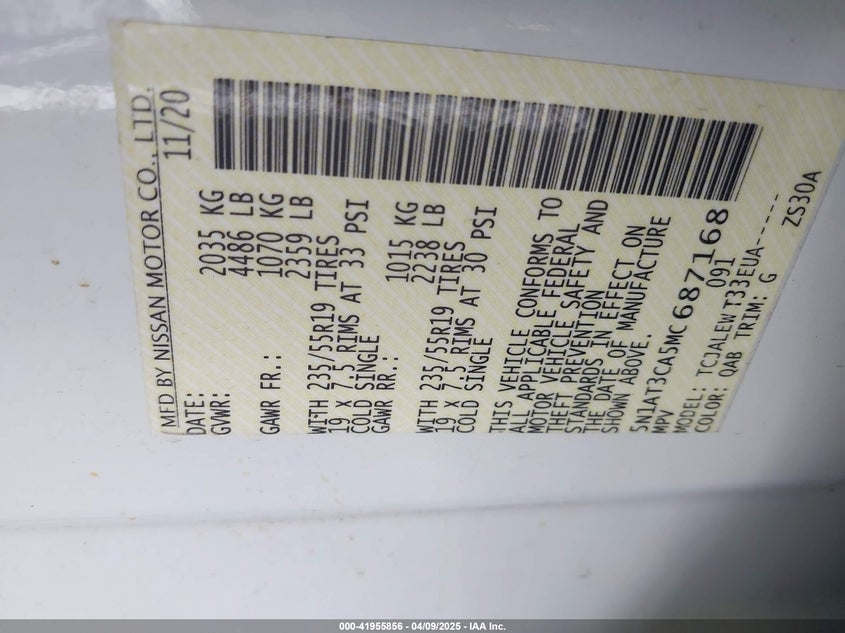 MFD BY NISSAN MOTOR CO., LTD.
DATE: 11/20
GVWR: 2035 KG
4486 LB
GAWR FR.: 1070 KG
2359 LB
WITH 235/55R19 TIRES
19 X 7.5 RIMS AT 33 PSI
COLD SINGLE
GAWR RR.: 1015 KG
2238 LB
WITH 235/55R19 TIRES
19 X 7.5 RIMS AT 30 PSI
COLD SINGLE
THIS VEHICLE CONFORMS TO
ALL APPLICABLE FEDERAL
MOTOR VEHICLE SAFETY AND
THEFT PREVENTION
STANDARDS IN EFFECT ON
THE DATE OF MANUFACTURE
SHOWN ABOVE.
5N1AT3CA5MC687168
MPV 091
MODEL: TCJALEWT33EUA-----
COLOR: QAB TRIM: G
ZS30A
000-41955856 - 04/09/2025 - IAA Inc.